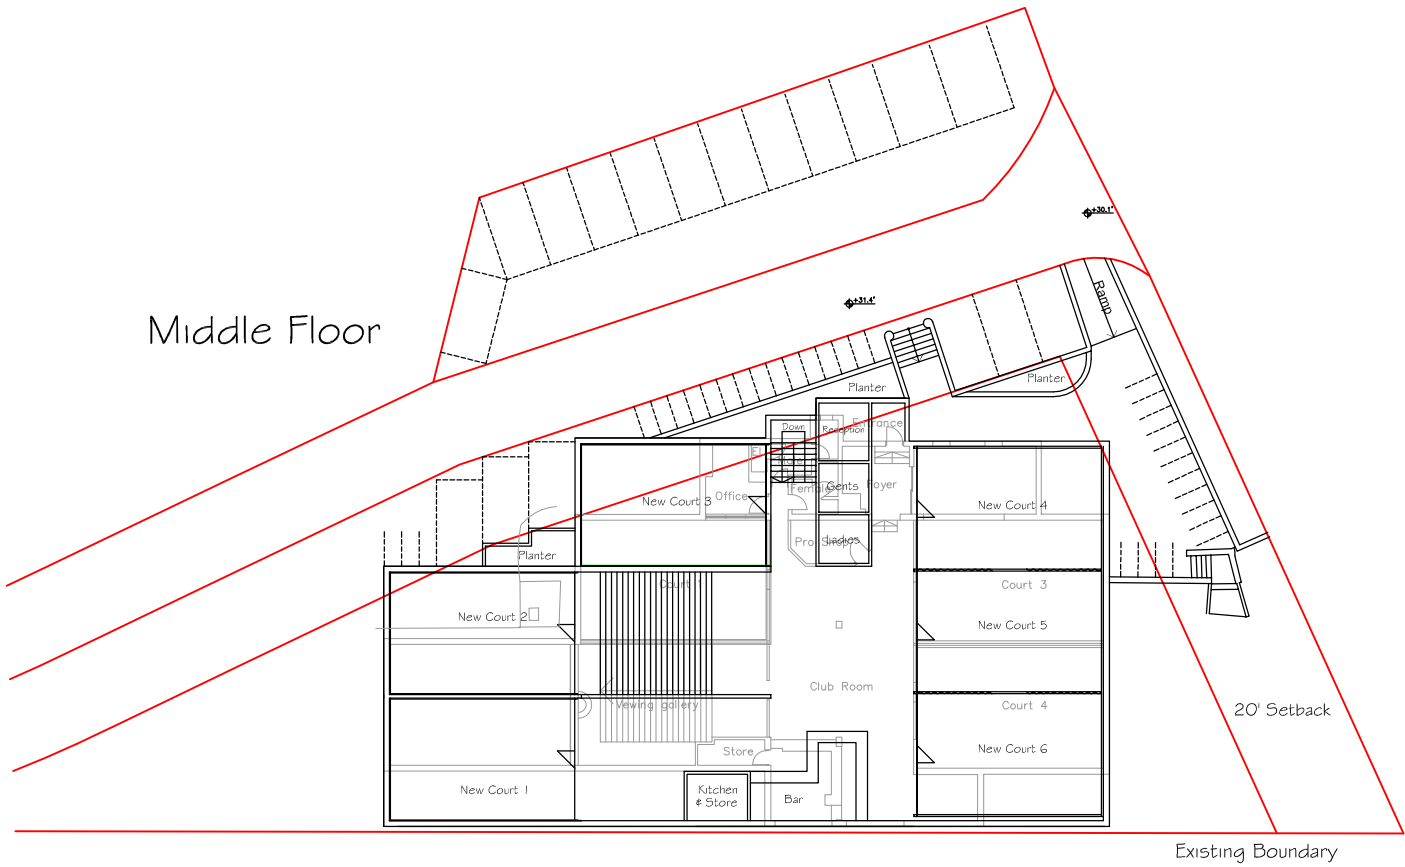 +30.1'
Ramp
+31.4'
Middle Floor
Planter
Planter
Down
Reception
Entrance
Store
Office
New Court 3
Female
Gents
Foyer
New Court 4
Pro Shop
Ladies
Planter
Court 1
Court 3
New Court 2
New Court 5
Club Room
Viewing gallery
Court 4
20' Setback
Store
New Court 6
New Court 1
Kitchen
& Store
Bar
Existing Boundary